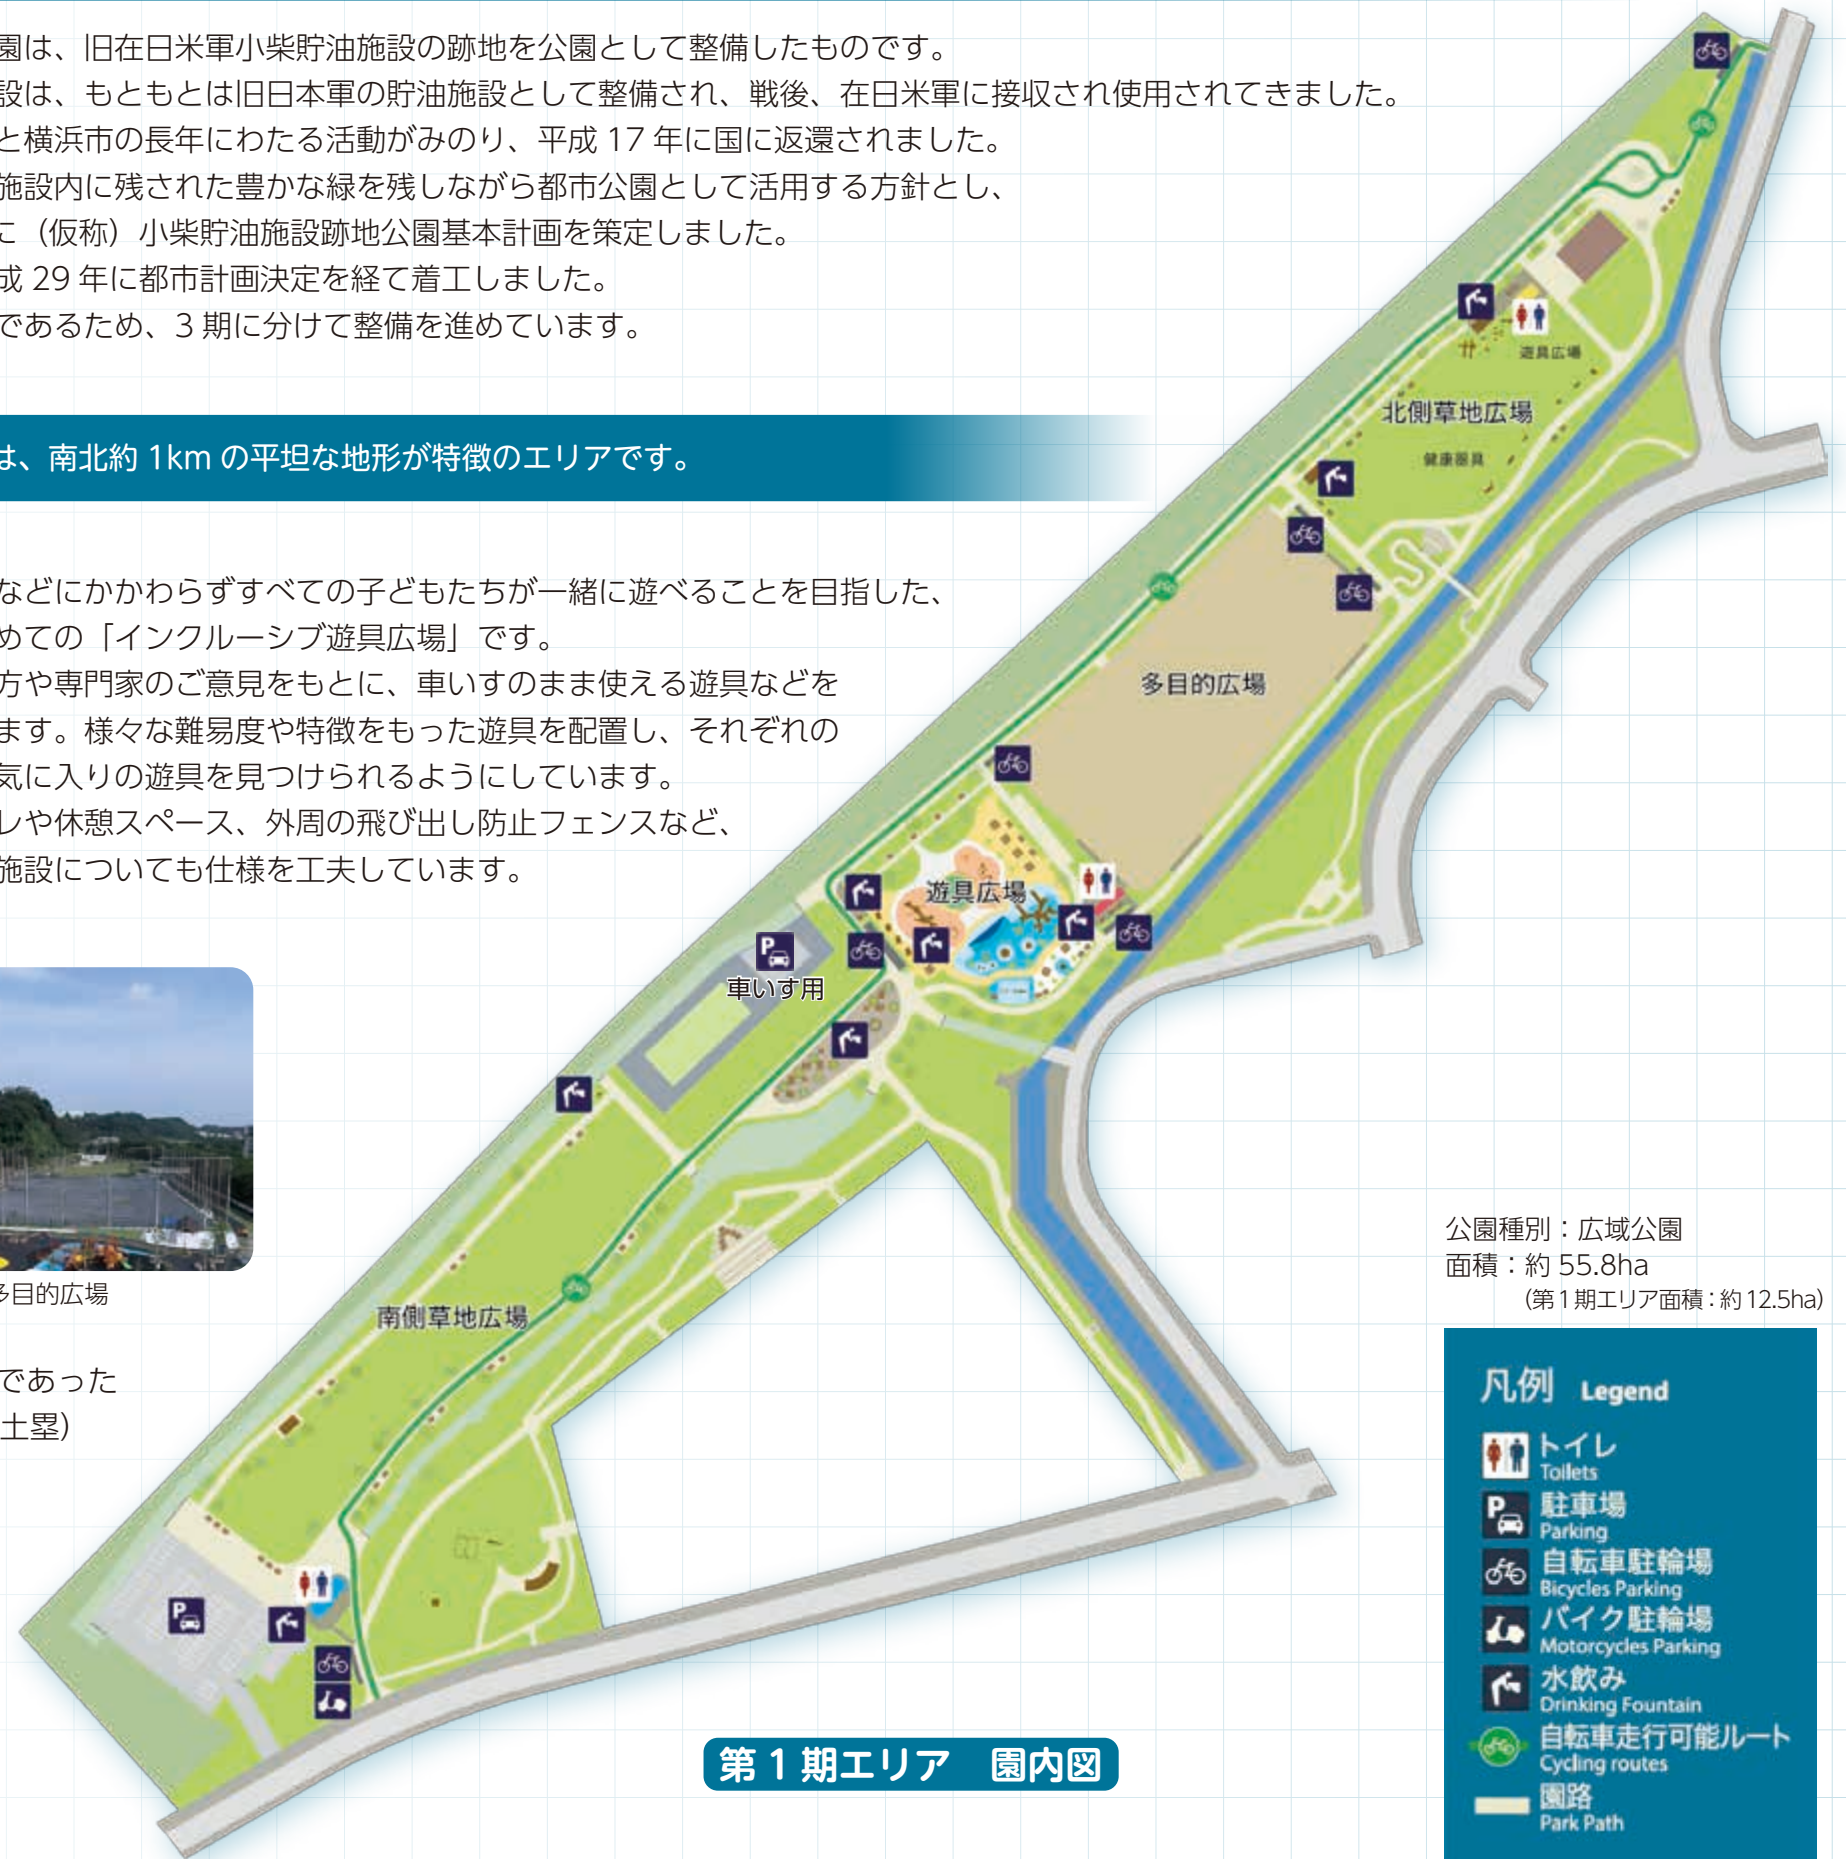 園は、旧在日米軍小柴貯油施設の跡地を公園として整備したものです。
設は、もともとは旧日本軍の貯油施設として整備され、戦後、在日米軍に接収され使用されてきました。
と横浜市の長年にわたる活動がみのり、平成 17 年に国に返還されました。
施設内に残された豊かな緑を残しながら都市公園として活用する方針とし、
に（仮称）小柴貯油施設跡地公園基本計画を策定しました。
成 29 年に都市計画決定を経て着工しました。
であるため、3 期に分けて整備を進めています。
は、南北約 1km の平坦な地形が特徴のエリアです。
などにかかわらずすべての子どもたちが一緒に遊べることを目指した、
めての「インクルーシブ遊具広場」です。
方や専門家のご意見をもとに、車いすのまま使える遊具などを
ます。様々な難易度や特徴をもった遊具を配置し、それぞれの
気に入りの遊具を見つけられるようにしています。
レや休憩スペース、外周の飛び出し防止フェンスなど、
施設についても仕様を工夫しています。
多目的広場
であった
土塁）
遊具広場
北側草地広場
健康器具
多目的広場
遊具広場
P
車いす用
南側草地広場
P
公園種別：広域公園
面積：約 55.8ha
（第1期エリア面積：約12.5ha）
第 1 期エリア　園内図
凡例 Legend
トイレ
Toilets
P
駐車場
Parking
自転車駐輪場
Bicycles Parking
バイク駐輪場
Motorcycles Parking
水飲み
Drinking Fountain
自転車走行可能ルート
Cycling routes
園路
Park Path